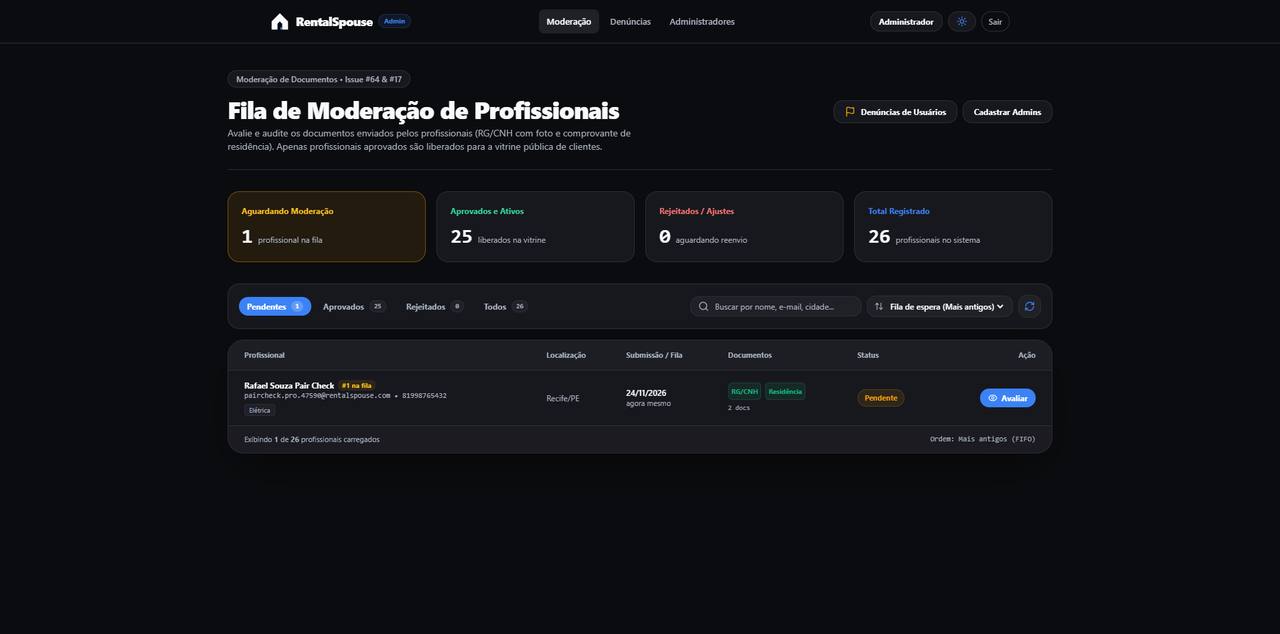 RentalSpouse Admin
Moderação Denúncias Administradores
Administrador Sair
Moderação de Documentos • Issue #64 & #17
Fila de Moderação de Profissionais
Avalie e audite os documentos enviados pelos profissionais (RG/CNH com foto e comprovante de
residência). Apenas profissionais aprovados são liberados para a vitrine pública de clientes.
Denúncias de Usuários Cadastrar Admins
Aguardando Moderação
1 profissional na fila
Aprovados e Ativos
25 liberados na vitrine
Rejeitados / Ajustes
0 aguardando reenvio
Total Registrado
26 profissionais no sistema
Pendentes 1 Aprovados 25 Rejeitados 0 Todos 26
Buscar por nome, e-mail, cidade...
Fila de espera (Mais antigos)
Profissional Localização Submissão / Fila Documentos Status Ação
Rafael Souza Pair Check #1 na fila
paircheck.pro.47590@rentalspouse.com • 81998765432
Elétrica
Recife/PE
24/11/2026
agora mesmo
RG/CNH Residência
2 docs
Pendente
Avaliar
Exibindo 1 de 26 profissionais carregados
Ordem: Mais antigos (FIFO)